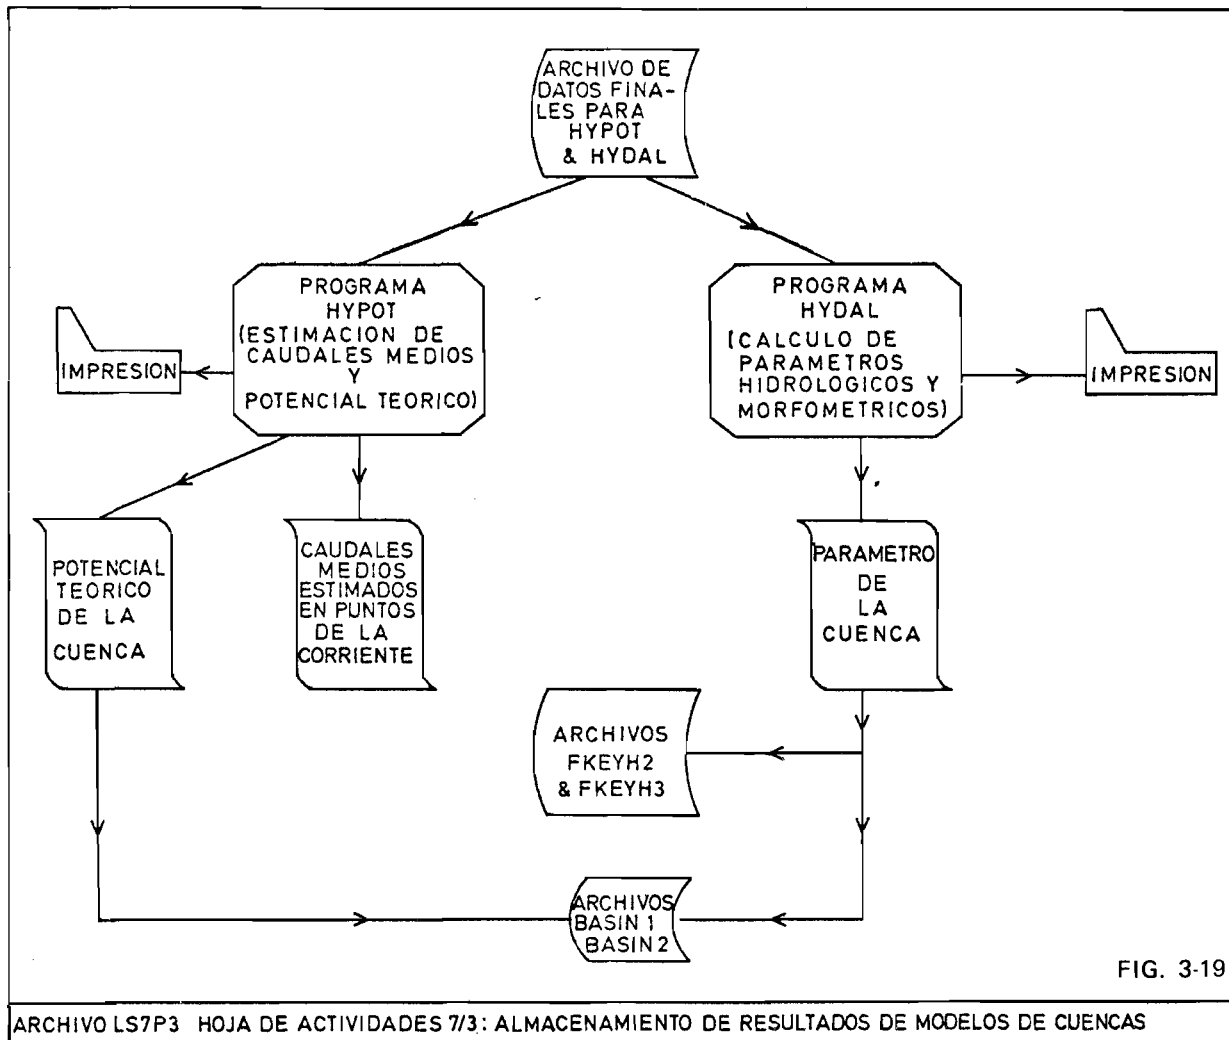 ARCHIVO DE
DATOS FINA-
LES PARA
HYPOT
& HYDAL
PROGRAMA
HYPOT
(ESTIMACION DE
CAUDALES MEDIOS
Y
POTENCIAL TEORICO)
PROGRAMA
HYDAL
(CALCULO DE
PARAMETROS
HIDROLOGICOS Y
MORFOMETRICOS)
IMPRESION
IMPRESION
POTENCIAL
TEORICO
DE LA
CUENCA
CAUDALES
MEDIOS
ESTIMADOS
EN PUNTOS
DE LA
CORRIENTE
PARAMETRO
DE
LA
CUENCA
ARCHIVOS
FKEYH2
& FKEYH3
ARCHIVOS
BASIN 1
BASIN 2
FIG. 3-19
ARCHIVO LS7P3 HOJA DE ACTIVIDADES 7/3: ALMACENAMIENTO DE RESULTADOS DE MODELOS DE CUENCAS